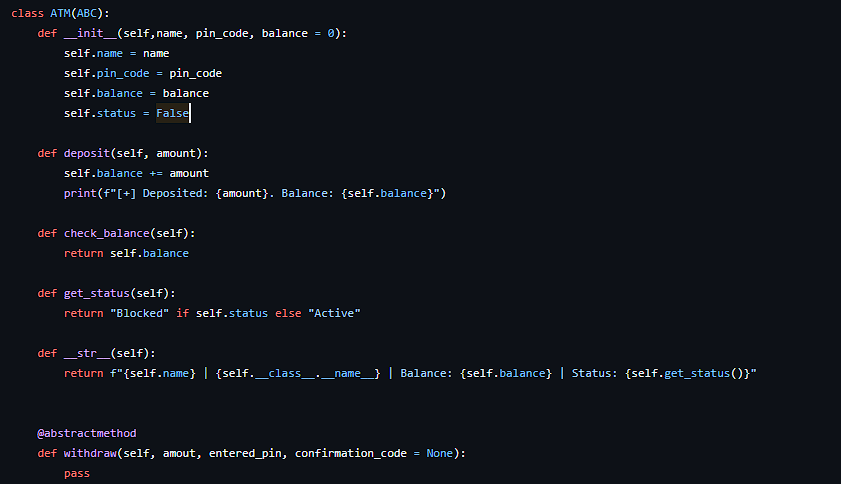 class ATM(ABC):
    def __init__(self,name, pin_code, balance = 0):
        self.name = name
        self.pin_code = pin_code
        self.balance = balance
        self.status = False
    def deposit(self, amount):
        self.balance += amount
        print(f"[+] Deposited: {amount}. Balance: {self.balance}")
    def check_balance(self):
        return self.balance
    def get_status(self):
        return "Blocked" if self.status else "Active"
    def __str__(self):
        return f"{self.name} | {self.__class__.__name__} | Balance: {self.balance} | Status: {self.get_status()}"
    @abstractmethod
    def withdraw(self, amout, entered_pin, confirmation_code = None):
        pass